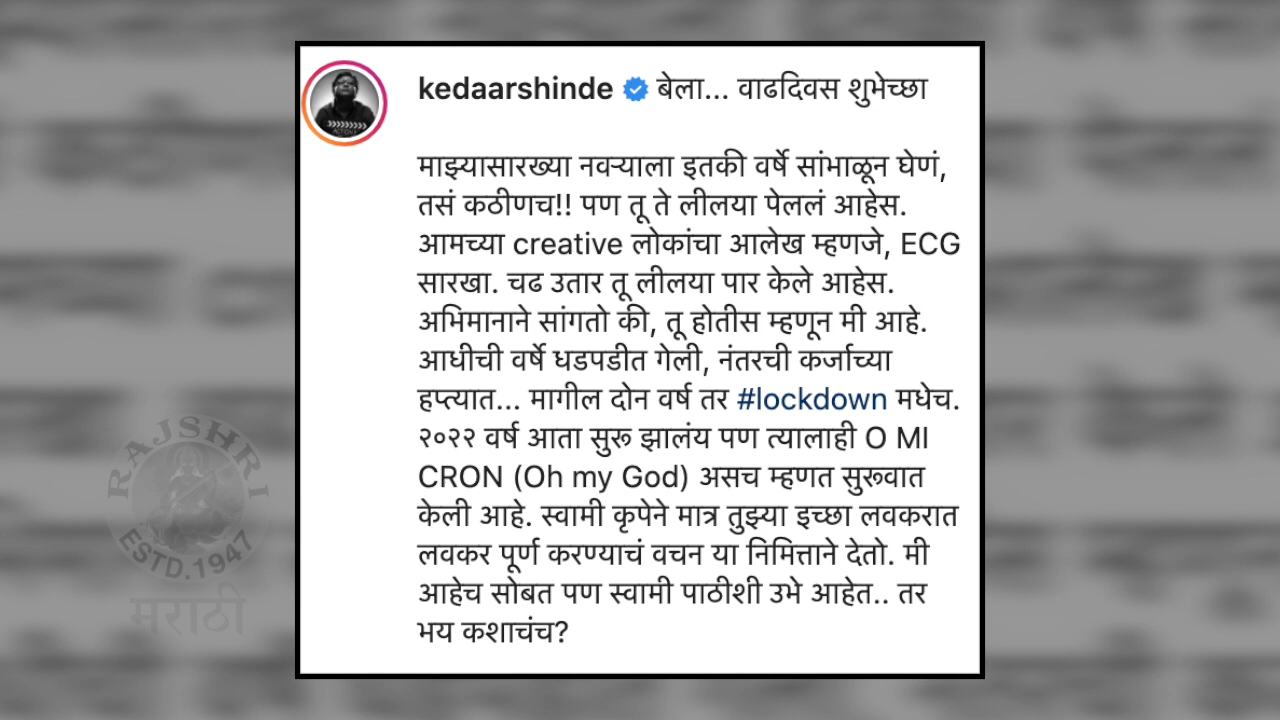 kedaarshinde बेला... वाढदिवस शुभेच्छा
माझ्यासारख्या नवऱ्याला इतकी वर्षे सांभाळून घेणं,
तसं कठीणच!! पण तू ते लीलया पेललं आहेस.
आमच्या creative लोकांचा आलेख म्हणजे, ECG
सारखा. चढ उतार तू लीलया पार केले आहेस.
अभिमानाने सांगतो की, तू होतीस म्हणून मी आहे.
आधीची वर्षे धडपडीत गेली, नंतरची कर्जाच्या
हप्त्यात... मागील दोन वर्ष तर #lockdown मधेच.
२०२२ वर्ष आता सुरू झालंय पण त्यालाही O MI
CRON (Oh my God) असच म्हणत सुरूवात
केली आहे. स्वामी कृपेने मात्र तुझ्या इच्छा लवकरात
लवकर पूर्ण करण्याचं वचन या निमित्ताने देतो. मी
आहेच सोबत पण स्वामी पाठीशी उभे आहेत.. तर
भय कशाचंच?
RAJSHRI
ESTD.1947
मराठी